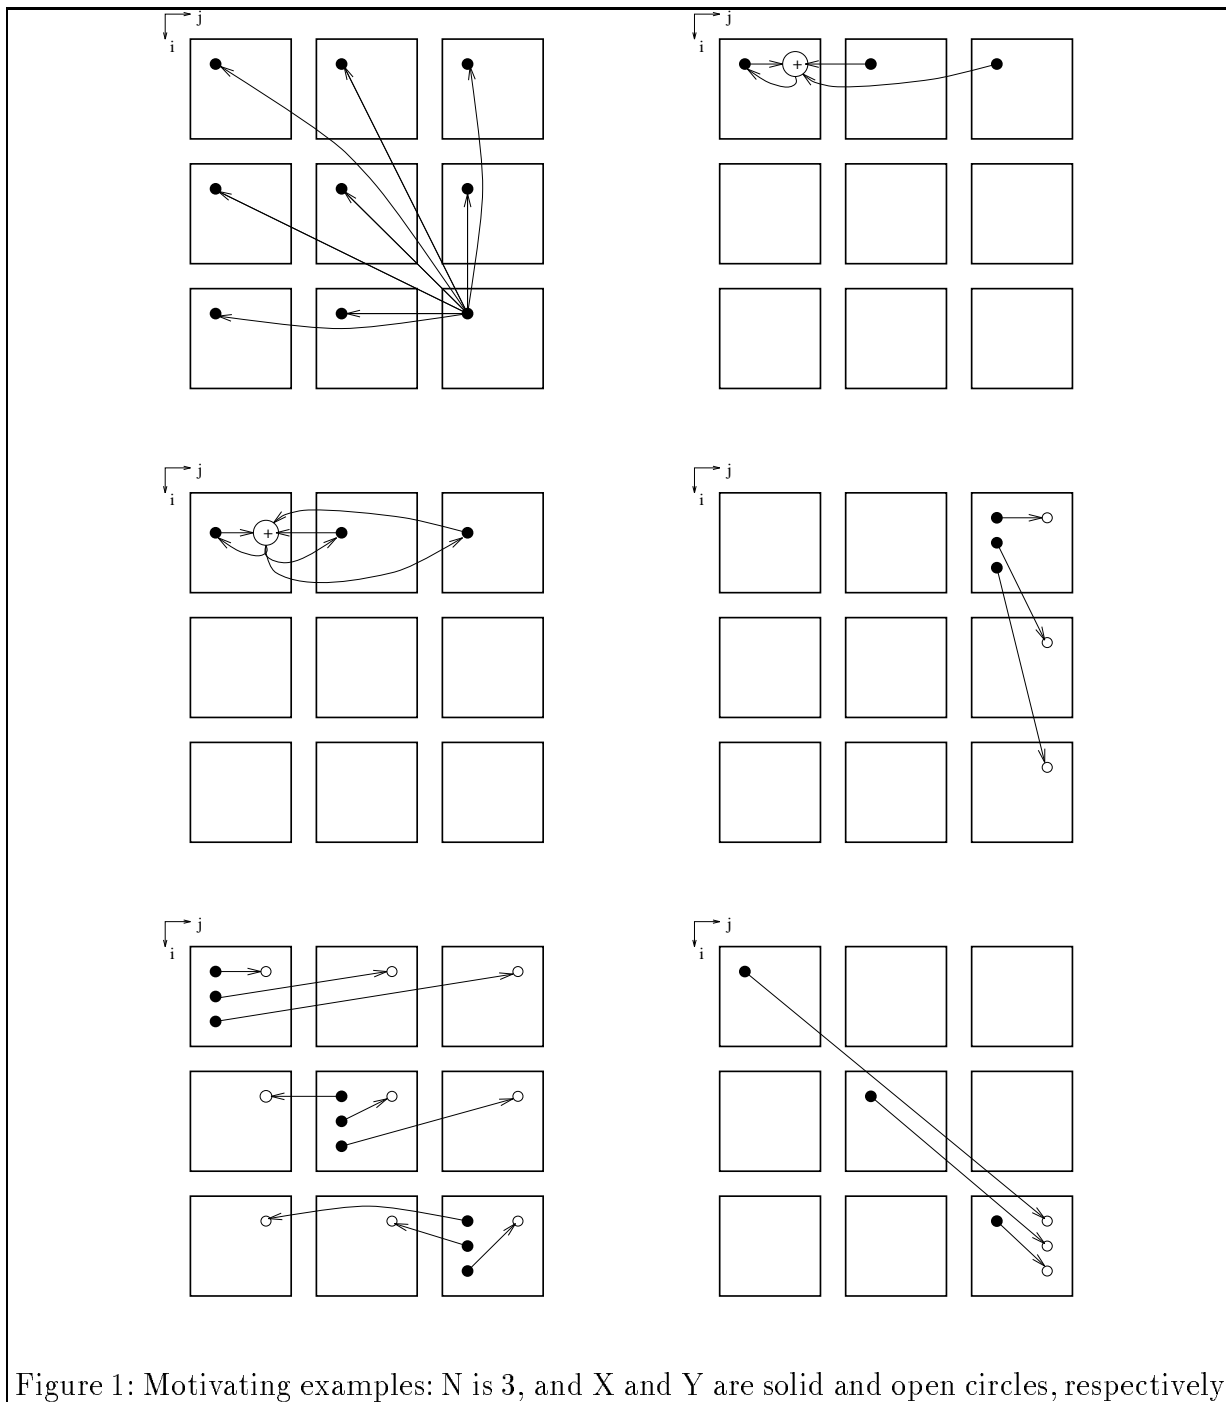 j
i
j
i
+
+
j
i
j
i
+
j
i
j
i
Figure 1: Motivating examples: N is 3, and X and Y are solid and open circles, respectively